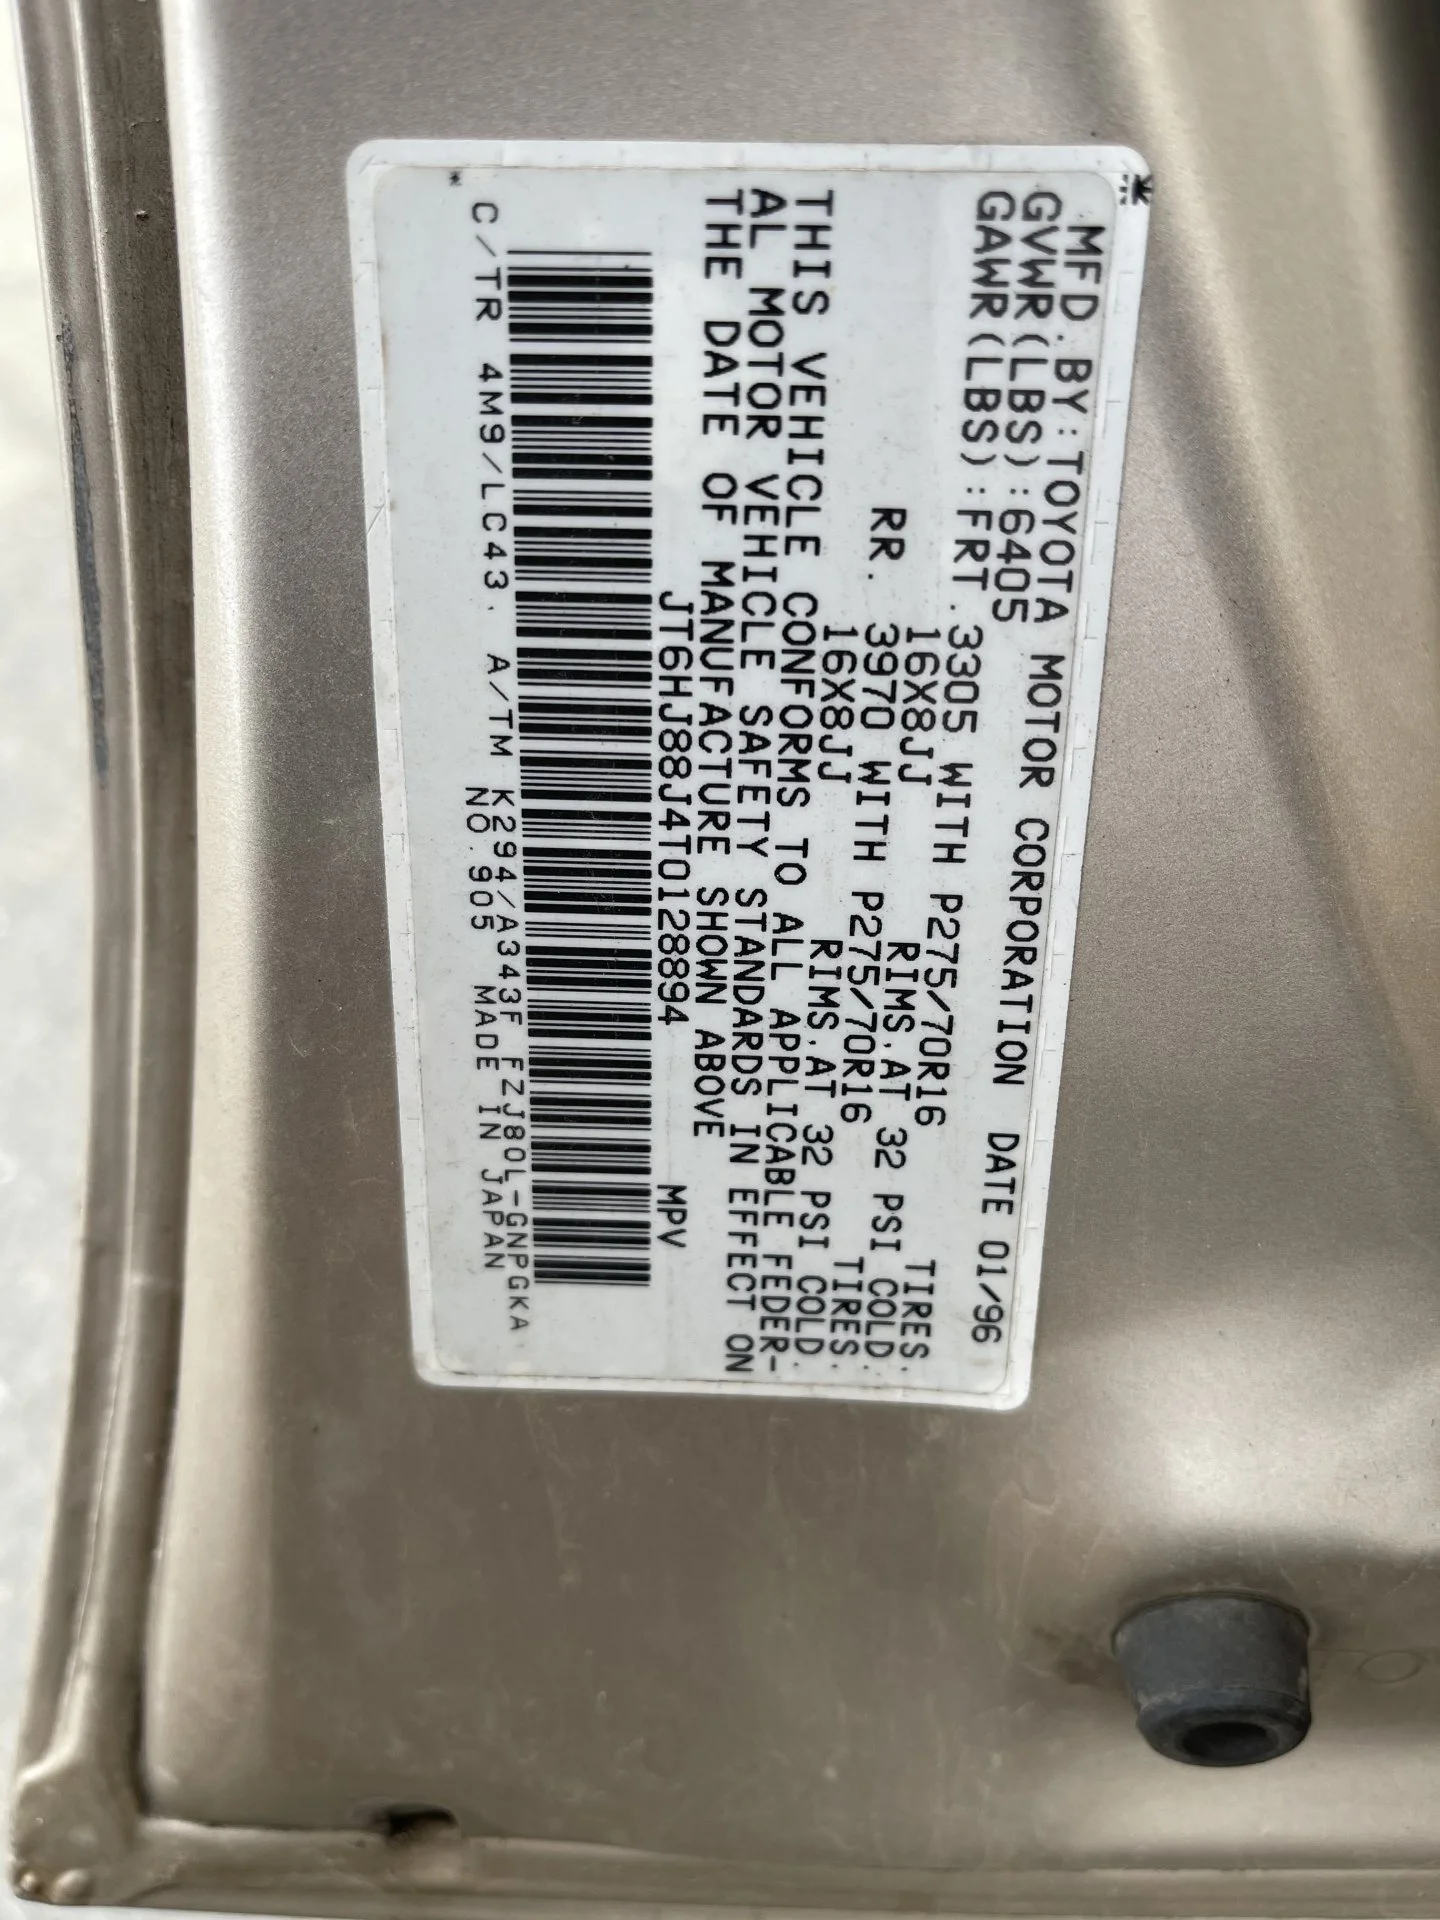 MFD.BY:TOYOTA MOTOR CORPORATION DATE 01/96
GVWR(LBS):6405
GAWR(LBS):FRT.3305 WITH P275/70R16 TIRES.
16X8JJ RIMS.AT 32 PSI COLD.
RR. 3970 WITH P275/70R16 TIRES.
16X8JJ RIMS.AT 32 PSI COLD.
THIS VEHICLE CONFORMS TO ALL APPLICABLE FEDER-
AL MOTOR VEHICLE SAFETY STANDARDS IN EFFECT ON
THE DATE OF MANUFACTURE SHOWN ABOVE
JT6HJ88J4T0128894 MPV
C/TR 4M9/LC43. A/TM K294/A343F FZJ80L-GNPGKA
NO.905 MADE IN JAPAN